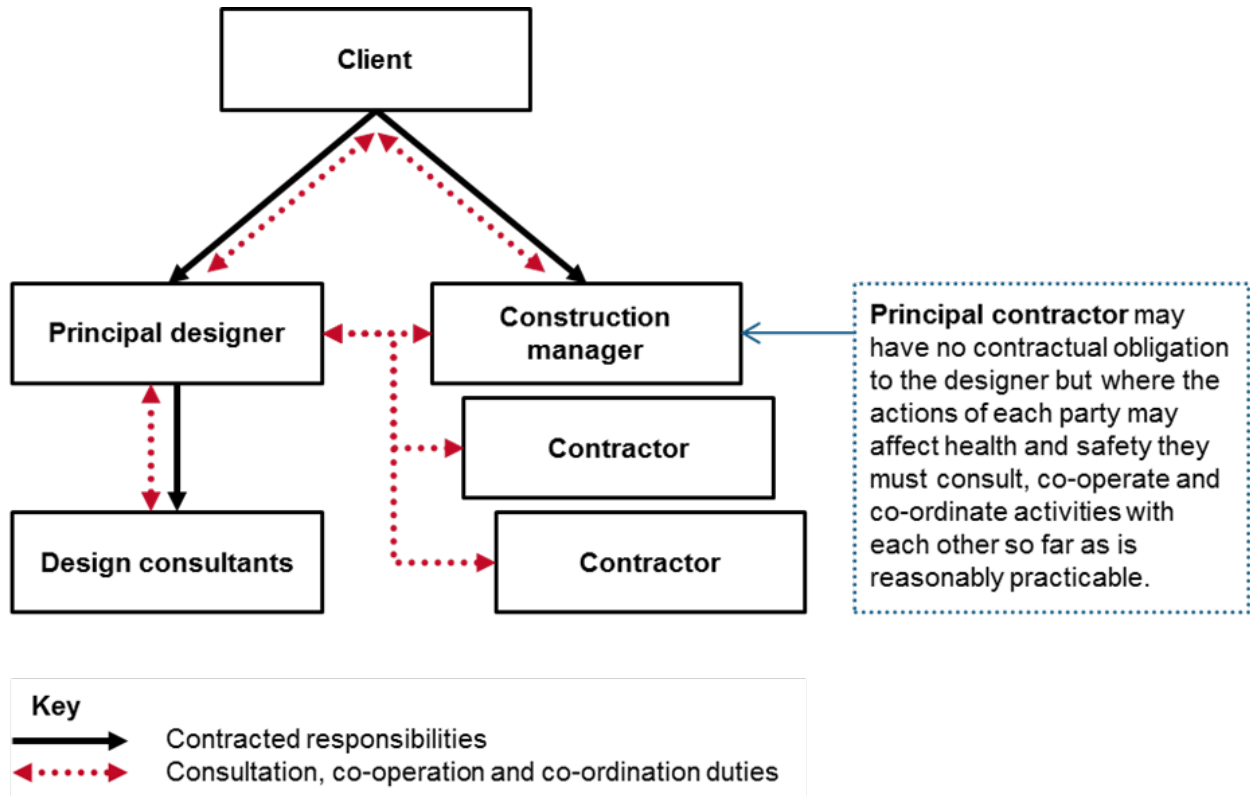 Client
Principal designer
Construction
manager
Principal contractor may
have no contractual obligation
to the designer but where the
actions of each party may
affect health and safety they
must consult, co-operate and
co-ordinate activities with
each other so far as is
reasonably practicable.
Contractor
Design consultants
Contractor
Key
Contracted responsibilities
Consultation, co-operation and co-ordination duties